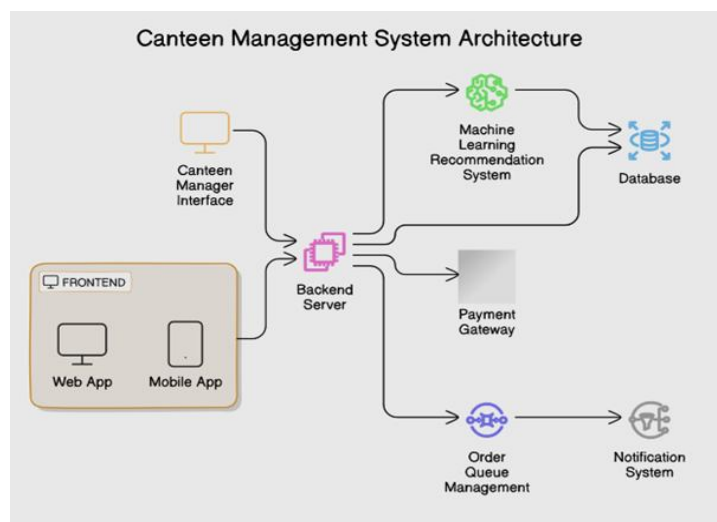 Canteen Management System Architecture
Machine
Learning
Recommendation
System
Database
Canteen
Manager
Interface
Backend
Server
FRONTEND
Web App
Mobile App
Payment
Gateway
Order
Queue
Management
Notification
System